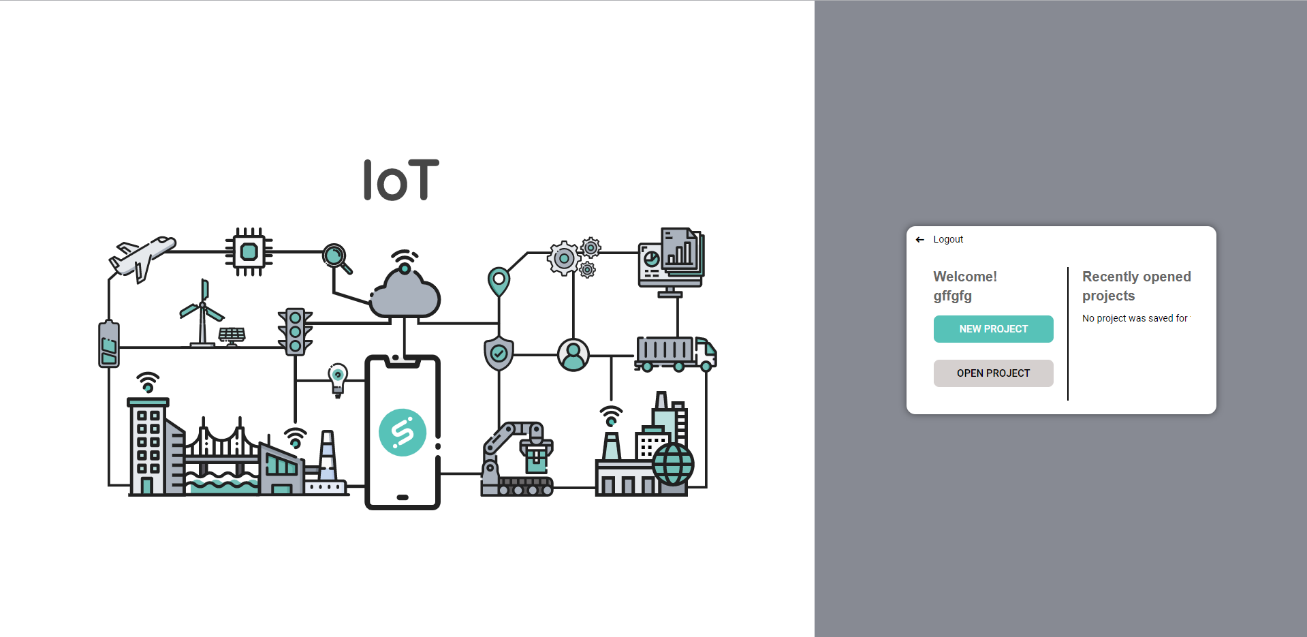 IoT
Logout
Welcome!
gffgfg
NEW PROJECT
OPEN PROJECT
Recently opened
projects
No project was saved for